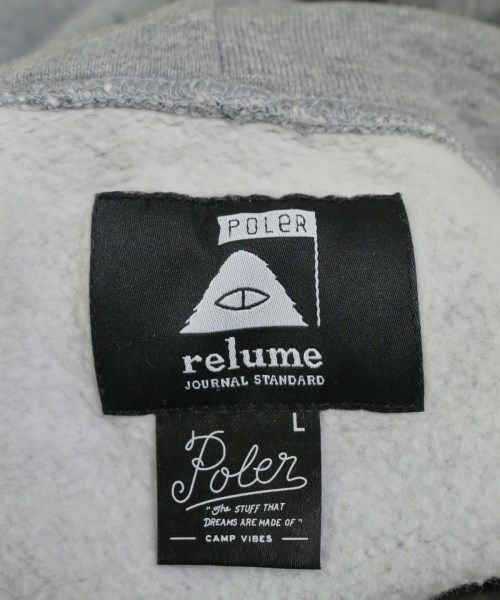 POLeR
relume
JOURNAL STANDARD
L
Poler
"The STUFF THAT
DREAMS ARE MADE OF"
CAMP VIBES